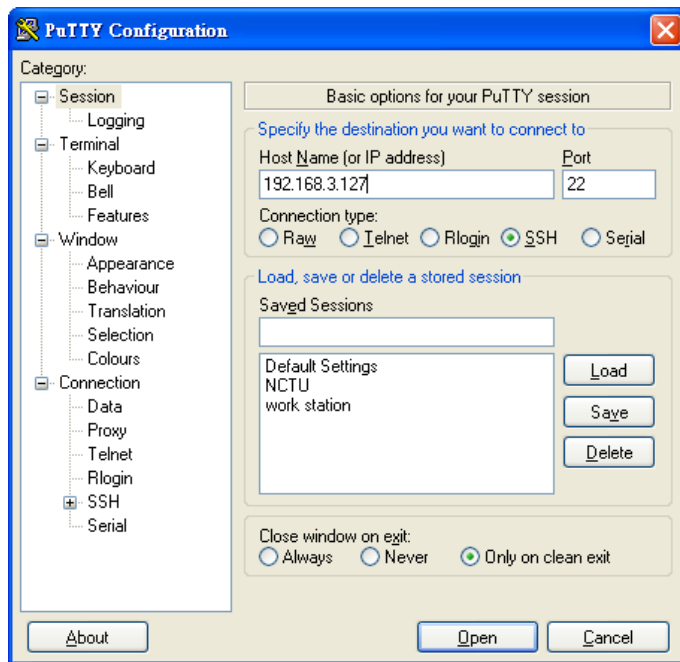 PuTTY Configuration
Category:
Session
Logging
Terminal
Keyboard
Bell
Features
Window
Appearance
Behaviour
Translation
Selection
Colours
Connection
Data
Proxy
Telnet
Rlogin
SSH
Serial
Basic options for your PuTTY session
Specify the destination you want to connect to
Host Name (or IP address) Port
192.168.3.127 22
Connection type:
Raw Telnet Rlogin SSH Serial
Load, save or delete a stored session
Saved Sessions
Default Settings
NCTU
work station
Load
Save
Delete
Close window on exit:
Always Never Only on clean exit
About Open Cancel